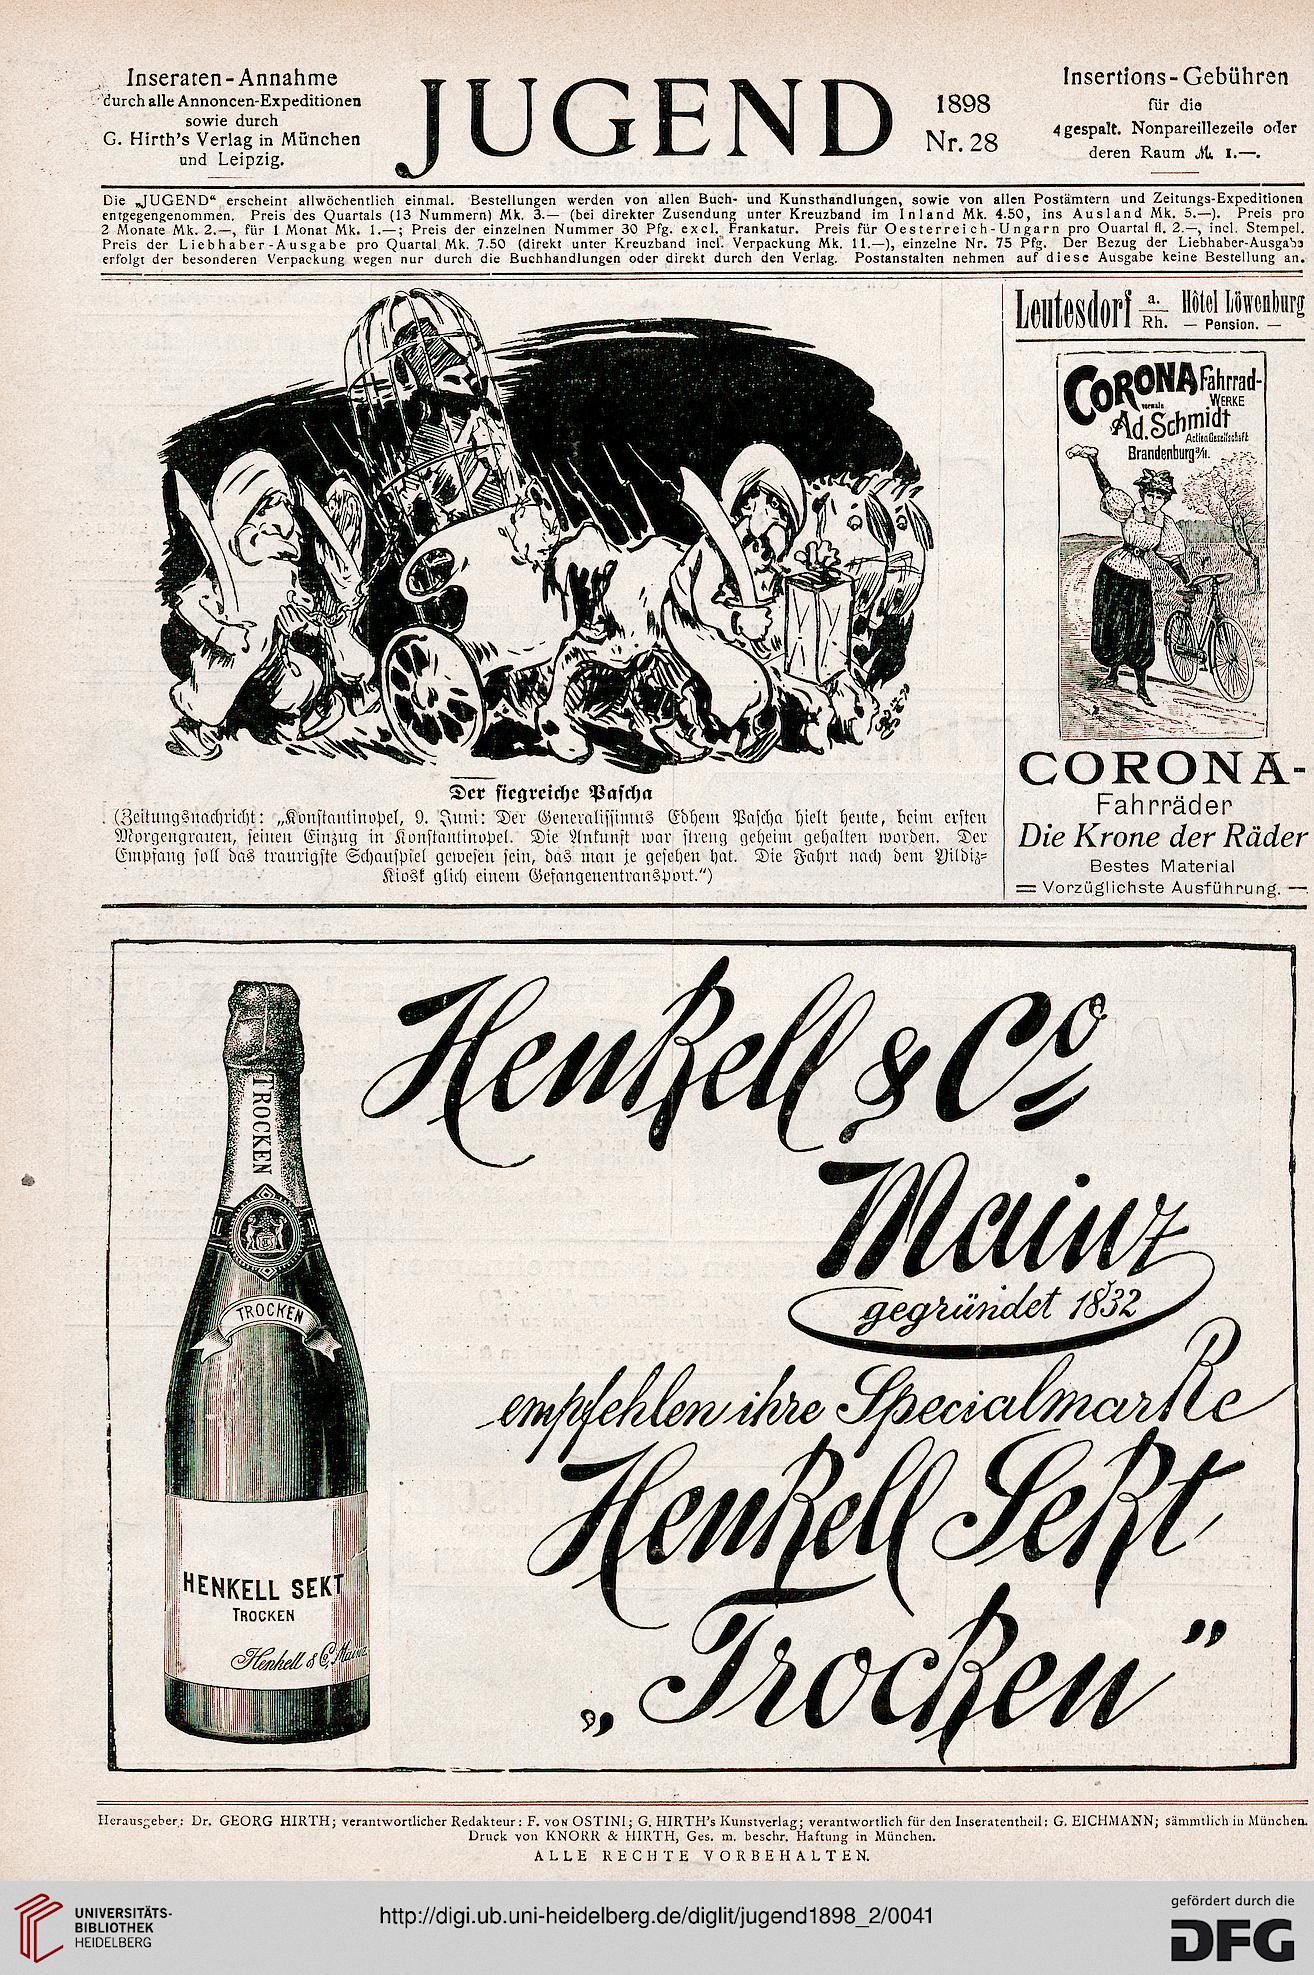 Inseraten-Annahme
durch alle Annoncen-Expeditionen
sowie durch
G. Hirth's Verlag in München
und Leipzig.
JUGEND
1898
Nr. 28
Insertions-Gebühren
für die
4 gespalt. Nonpareillezeile oder
deren Raum M. 1.—.
Die „JUGEND“ erscheint allwöchentlich einmal. Bestellungen werden von allen Buch- und Kunsthandlungen, sowie von allen Postämtern und Zeitungs-Expeditionen
entgegengenommen. Preis des Quartals (13 Nummern) Mk. 3.— (bei direkter Zusendung unter Kreuzband im Inland Mk. 4.50, ins Ausland Mk. 5.—). Preis pro
2 Monate Mk. 2.—, für 1 Monat Mk. 1.—; Preis der einzelnen Nummer 30 Pfg. excl. Frankatur. Preis für Oesterreich-Ungarn pro Quartal fl. 2.—, incl. Stempel.
Preis der Liebhaber-Ausgabe pro Quartal Mk. 7.50 (direkt unter Kreuzband incl. Verpackung Mk. 11.—), einzelne Nr. 75 Pfg. Der Bezug der Liebhaber-Ausgabe
erfolgt der besonderen Verpackung wegen nur durch die Buchhandlungen oder direkt durch den Verlag. Postanstalten nehmen auf diese Ausgabe keine Bestellung an.
Der siegreiche Pascha
(Zeitungsnachricht: „Konstantinopel, 9. Juni: Der Generalissimus Edhem Pascha hielt heute, beim ersten
Morgengrauen, seinen Einzug in Konstantinopel. Die Ankunft war streng geheim gehalten worden. Der
Empfang soll das traurigste Schauspiel gewesen sein, das man je gesehen hat. Die Fahrt nach dem Yildiz-
Kiosk glich einem Gefangenentransport.“)
Leutesdorf a. Rh. Hôtel Löwenburg
— Pension. —
CORONA Fahrrad-
WERKE
vormals
Ad. Schmidt
Actien Gesellschaft
Brandenburg a/H.
CORONA-
Fahrräder
Die Krone der Räder
Bestes Material
= Vorzüglichste Ausführung. —
Henkell & Co
Mainz
gegründet 1832
empfehlen ihre Specialmarke
Henkell Sekt
„Trocken”
TROCKEN
TROCKEN
HENKELL SEKT
TROCKEN
Henkell & Co, Mainz
Herausgeber: Dr. GEORG HIRTH; verantwortlicher Redakteur: F. VON OSTINI; G. HIRTH's Kunstverlag; verantwortlich für den Inseratentheil: G. EICHMANN; sämmtlich in München.
Druck von KNORR & HIRTH, Ges. m. beschr. Haftung in München.
ALLE RECHTE VORBEHALTEN.
UNIVERSITÄTS-
BIBLIOTHEK
HEIDELBERG
http://digi.ub.uni-heidelberg.de/diglit/jugend1898_2/0041
gefördert durch die
DFG